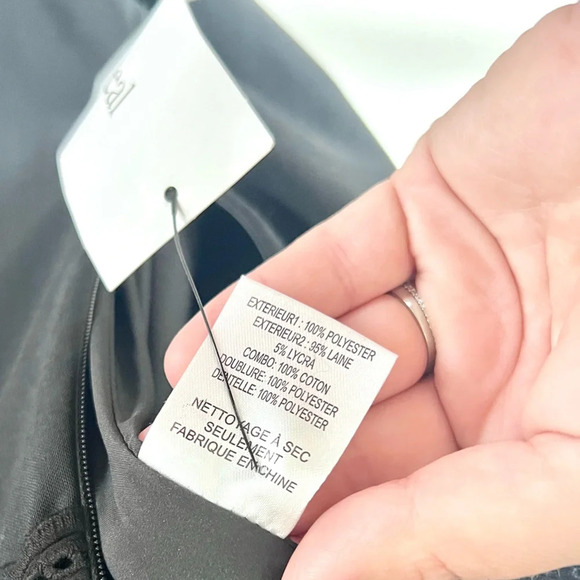 EXTERIEUR1 : 100% POLYESTER
EXTERIEUR2 : 95% LAINE
5% LYCRA
COMBO: 100% COTON
DOUBLURE: 100% POLYESTER
DENTELLE: 100% POLYESTER
NETTOYAGE À SEC
SEULEMENT
FABRIQUE EN CHINE